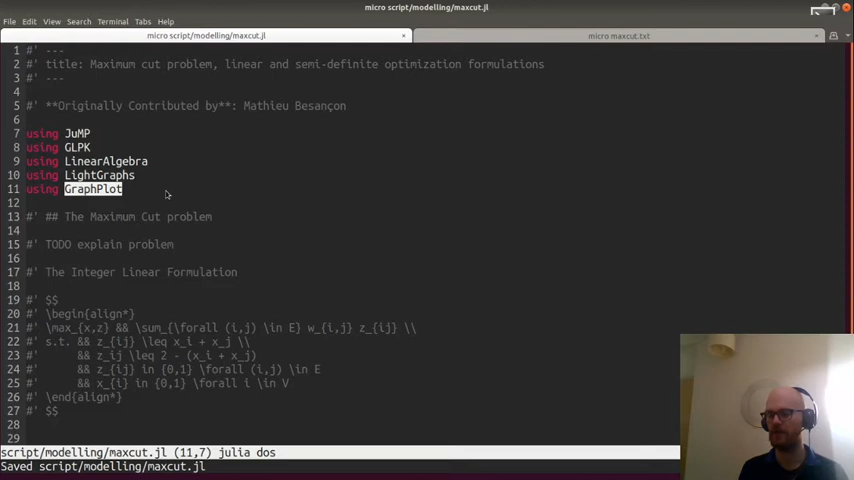 micro script/modelling/maxcut.jl
File Edit View Search Terminal Tabs Help
micro script/modelling/maxcut.jl × micro maxcut.txt ×
1 #' ---
2 #' title: Maximum cut problem, linear and semi-definite optimization formulations
3 #' ---
4
5 #' **Originally Contributed by**: Mathieu Besançon
6
7 using JuMP
8 using GLPK
9 using LinearAlgebra
10 using LightGraphs
11 using GraphPlot
12
13 #' ## The Maximum Cut problem
14
15 #' TODO explain problem
16
17 #' The Integer Linear Formulation
18
19 #' $$
20 #' \begin{align*}
21 #' \max_{x,z} && \sum_{\forall (i,j) \in E} w_{i,j} z_{ij} \\
22 #' s.t. && z_{ij} \leq x_i + x_j \\
23 #'      && z_ij \leq 2 - (x_i + x_j)
24 #'      && z_{ij} in {0,1} \forall (i,j) \in E
25 #'      && x_{i} in {0,1} \forall i \in V
26 #' \end{align*}
27 #' $$
28
29
script/modelling/maxcut.jl (11,7) julia dos
Saved script/modelling/maxcut.jl